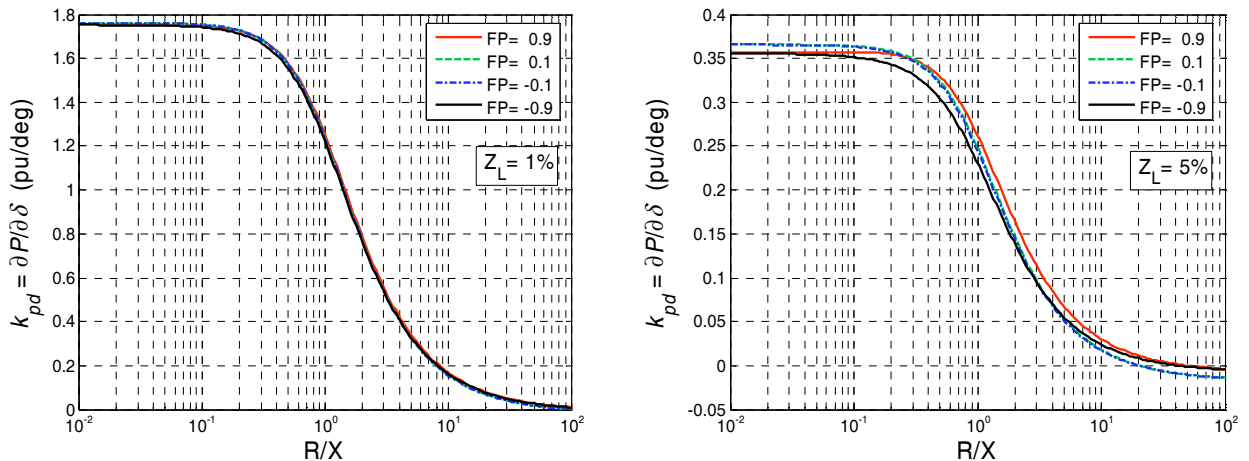 1.8
1.6
1.4
1.2
1
0.8
0.6
0.4
0.2
0
k_pd = ∂P/∂δ (pu/deg)
FP= 0.9
FP= 0.1
FP= -0.1
FP= -0.9
Z_L = 1%
10^-2 10^-1 10^0 10^1 10^2
R/X
0.4
0.35
0.3
0.25
0.2
0.15
0.1
0.05
0
-0.05
k_pd = ∂P/∂δ (pu/deg)
FP= 0.9
FP= 0.1
FP= -0.1
FP= -0.9
Z_L = 5%
10^-2 10^-1 10^0 10^1 10^2
R/X